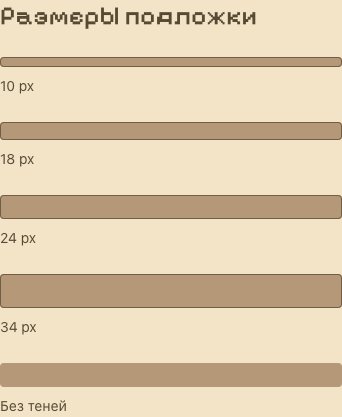 Размеры подложки
10 px
18 px
24 px
34 px
Без теней